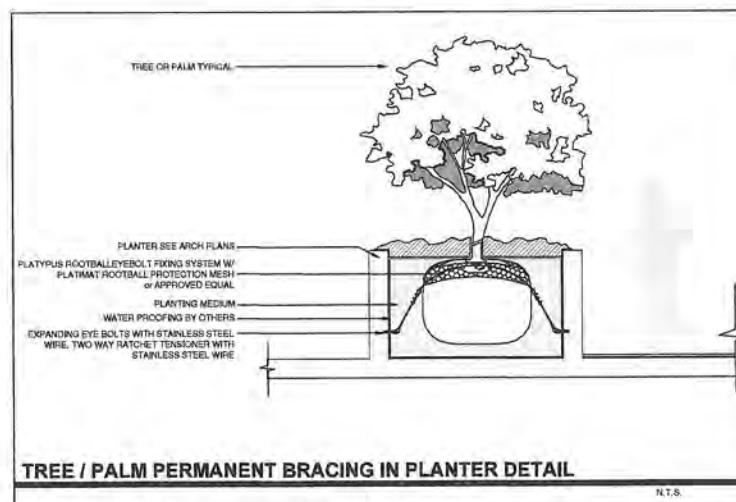 TREE OR PALM TYPICAL
PLANTER SEE ARCH PLANS
PLATYPUS ROOTBALLEYEBOLT FIXING SYSTEM W/
PLATIMAT ROOTBALL PROTECTION MESH
or APPROVED EQUAL
PLANTING MEDIUM
WATER PROOFING BY OTHERS
EXPANDING EYE BOLTS WITH STAINLESS STEEL
WIRE, TWO WAY RATCHET TENSIONER WITH
STAINLESS STEEL WIRE
TREE / PALM PERMANENT BRACING IN PLANTER DETAIL
N.T.S.